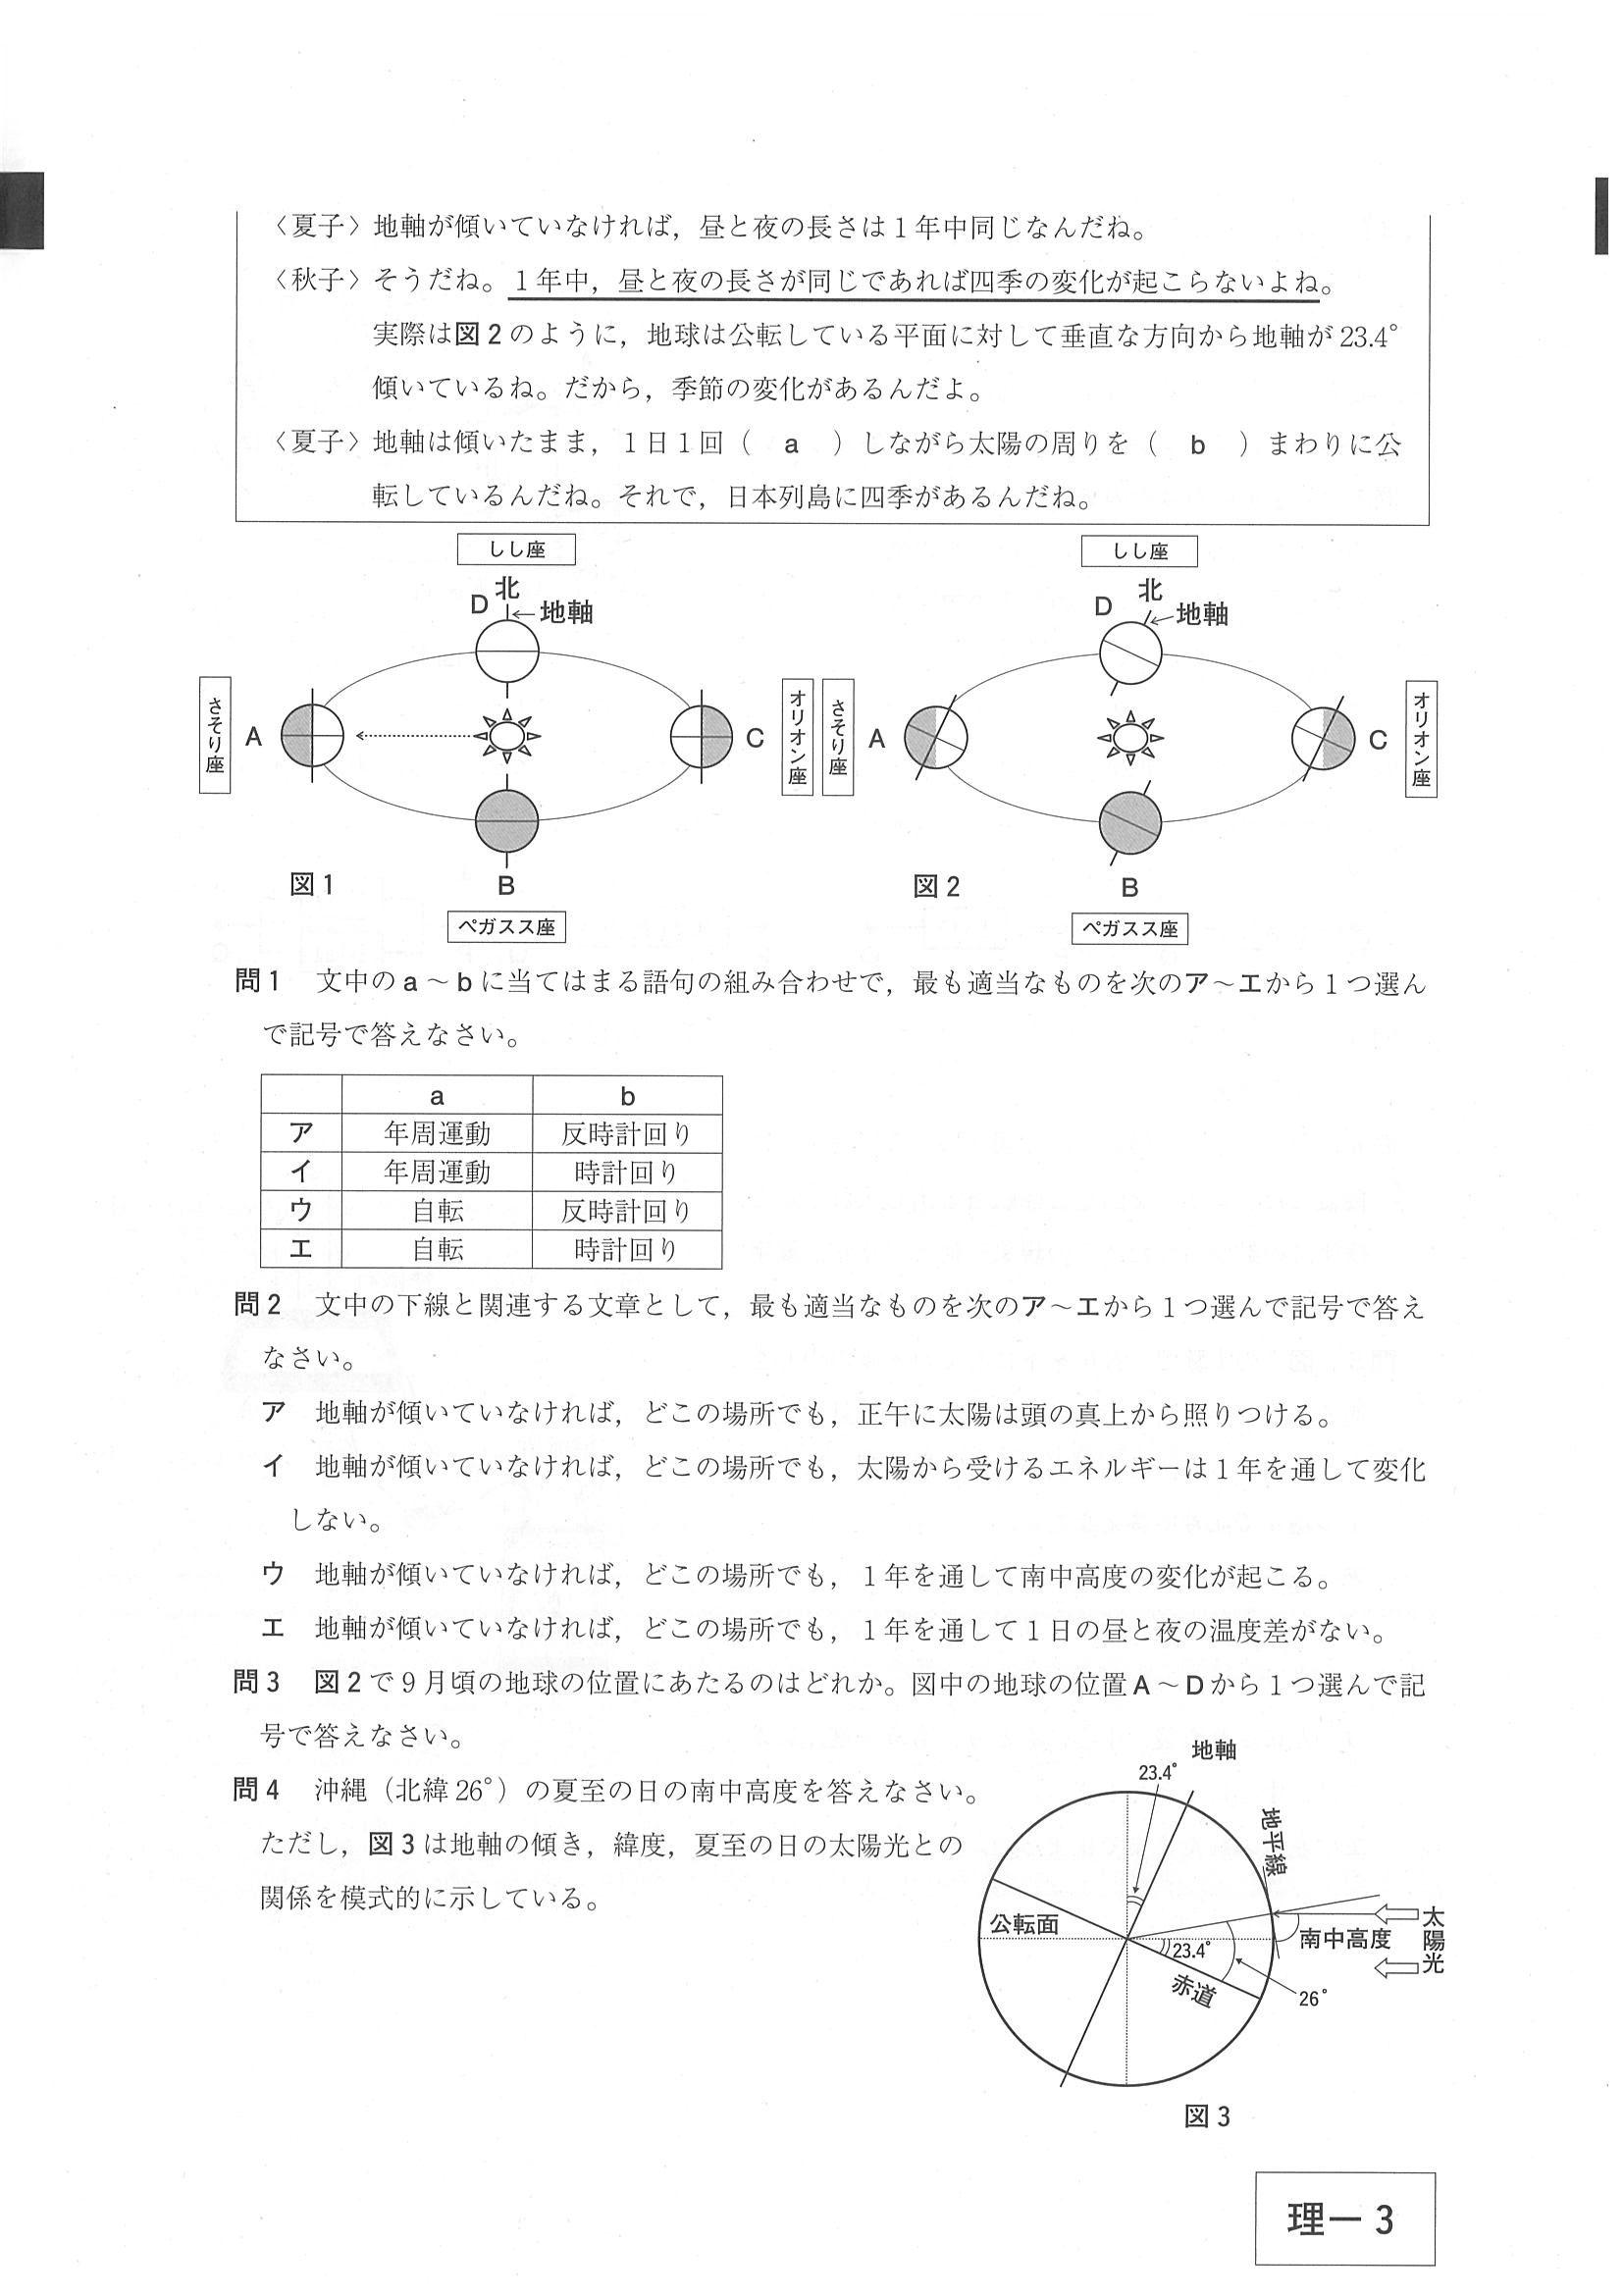 〈夏子〉地軸が傾いていなければ，昼と夜の長さは１年中同じなんだね。
〈秋子〉そうだね。１年中，昼と夜の長さが同じであれば四季の変化が起こらないよね。
実際は図２のように，地球は公転している平面に対して垂直な方向から地軸が23.4°
傾いているね。だから，季節の変化があるんだよ。
〈夏子〉地軸は傾いたまま，１日１回（　a　）しながら太陽の周りを（　b　）まわりに公
転しているんだね。それで，日本列島に四季があるんだね。
しし座
D 北
地軸
さそり座
A
C
オリオン座
図１
B
ペガスス座
しし座
D 北
地軸
さそり座
A
C
オリオン座
図２
B
ペガスス座
問１　文中のa～bに当てはまる語句の組み合わせで，最も適当なものを次のア～エから１つ選ん
で記号で答えなさい。
a b
ア 年周運動 反時計回り
イ 年周運動 時計回り
ウ 自転 反時計回り
エ 自転 時計回り
問２　文中の下線と関連する文章として，最も適当なものを次のア～エから１つ選んで記号で答え
なさい。
ア　地軸が傾いていなければ，どこの場所でも，正午に太陽は頭の真上から照りつける。
イ　地軸が傾いていなければ，どこの場所でも，太陽から受けるエネルギーは１年を通して変化
しない。
ウ　地軸が傾いていなければ，どこの場所でも，１年を通して南中高度の変化が起こる。
エ　地軸が傾いていなければ，どこの場所でも，１年を通して１日の昼と夜の温度差がない。
問３　図２で９月頃の地球の位置にあたるのはどれか。図中の地球の位置A～Dから１つ選んで記
号で答えなさい。
問４　沖縄（北緯26°）の夏至の日の南中高度を答えなさい。
ただし，図３は地軸の傾き，緯度，夏至の日の太陽光との
関係を模式的に示している。
地軸
23.4°
地平線
公転面
23.4°
赤道
南中高度
太陽光
26°
図３
理－３